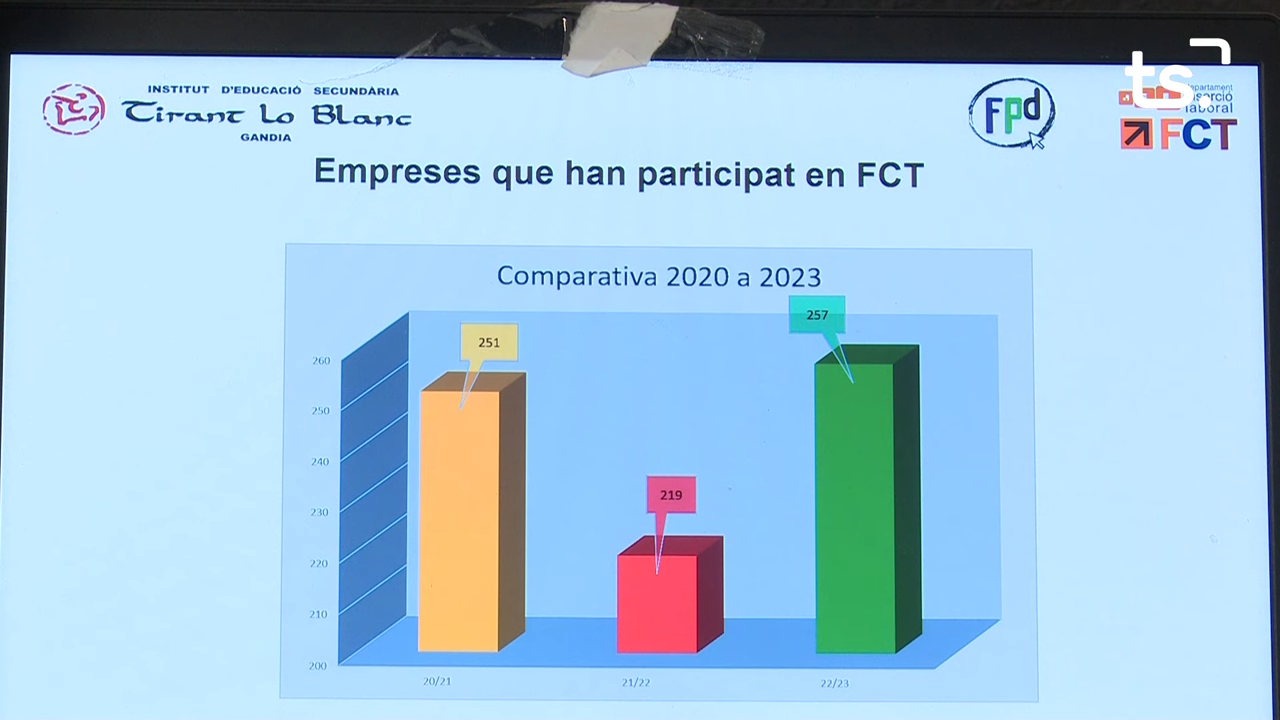 INSTITUT D'EDUCACIÓ SECUNDÀRIA
Tirant lo Blanc
GANDIA
FPd
ts
laboral
FCT
Empreses que han participat en FCT
Comparativa 2020 a 2023
257
251
219
260
250
240
230
220
210
200
20/21
21/22
22/23